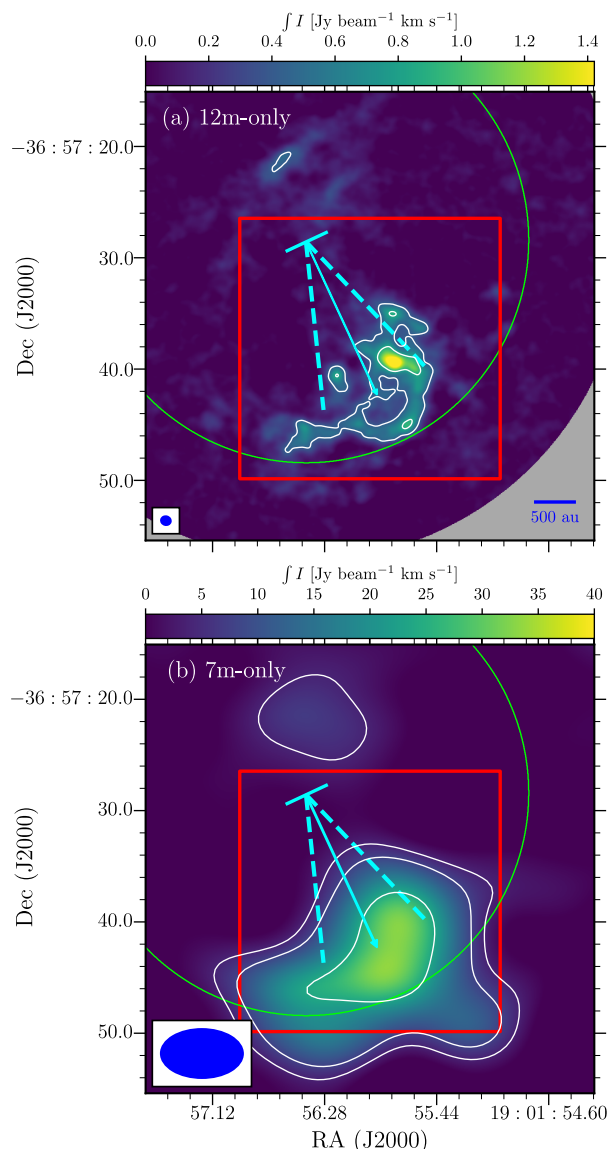 ∫ I [Jy beam⁻¹ km s⁻¹]
0.0 0.2 0.4 0.6 0.8 1.0 1.2 1.4
(a) 12m-only
−36 : 57 : 20.0
30.0
40.0
50.0
Dec (J2000)
500 au
∫ I [Jy beam⁻¹ km s⁻¹]
0 5 10 15 20 25 30 35 40
(b) 7m-only
−36 : 57 : 20.0
30.0
40.0
50.0
Dec (J2000)
57.12 56.28 55.44 19 : 01 : 54.60
RA (J2000)